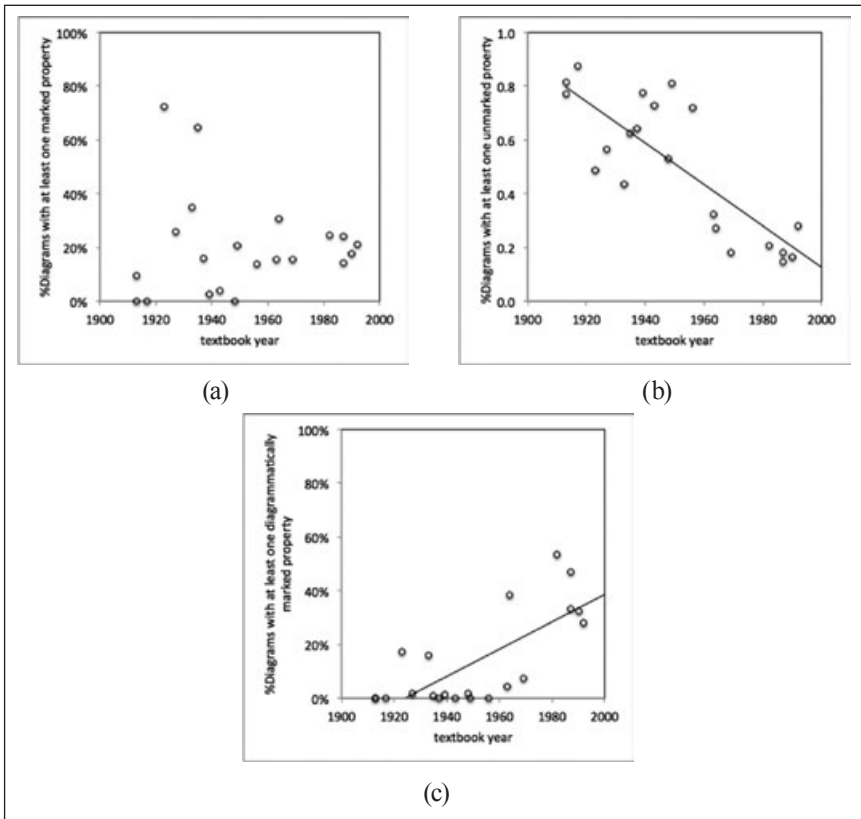 %Diagrams with at least one marked property
100%
80%
60%
40%
20%
0%
1900 1920 1940 1960 1980 2000
textbook year
(a)
%Diagrams with at least one unmarked proerty
1.0
0.8
0.6
0.4
0.2
0.0
1900 1920 1940 1960 1980 2000
textbook year
(b)
%Diagrams with at least one diagrammatically
marked property
100%
80%
60%
40%
20%
0%
1900 1920 1940 1960 1980 2000
textbook year
(c)